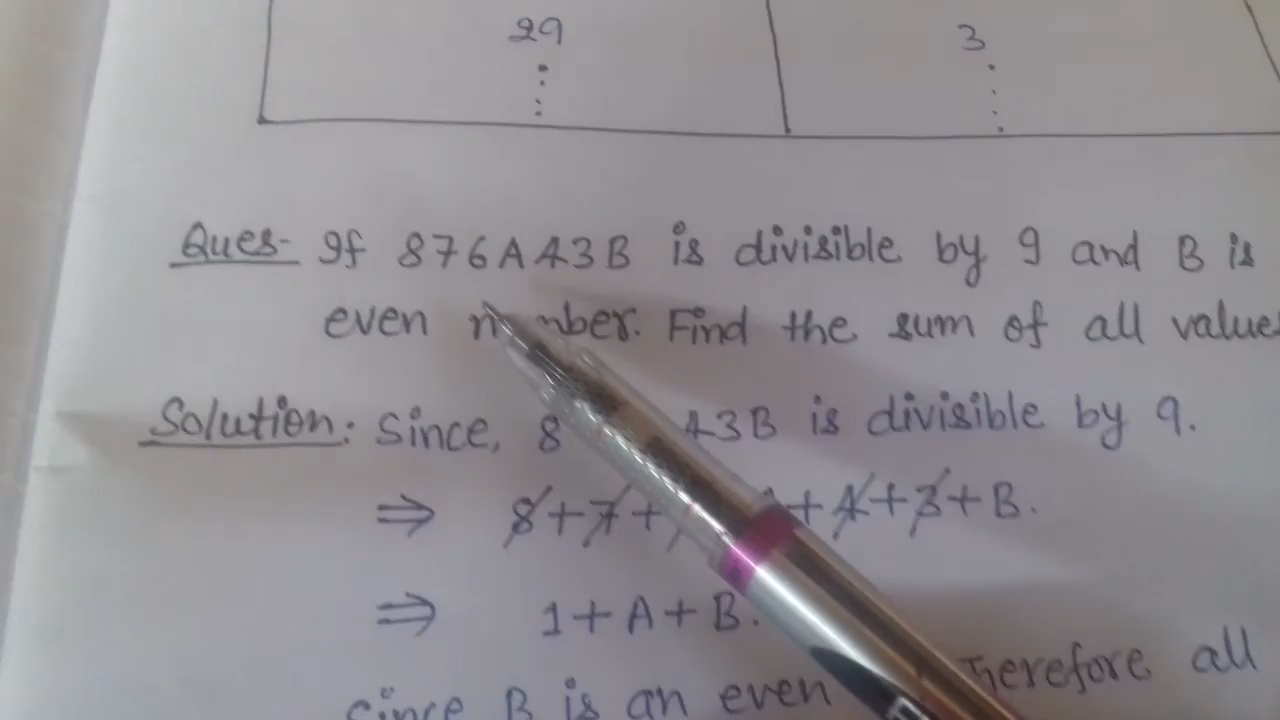 29 3
Ques- If 876A43B is divisible by 9 and B is
even number. Find the sum of all value
Solution: Since, 8 43B is divisible by 9.
⇒ 8+7+ +4+3+B.
⇒ 1+A+B.
since B is an even Therefore all